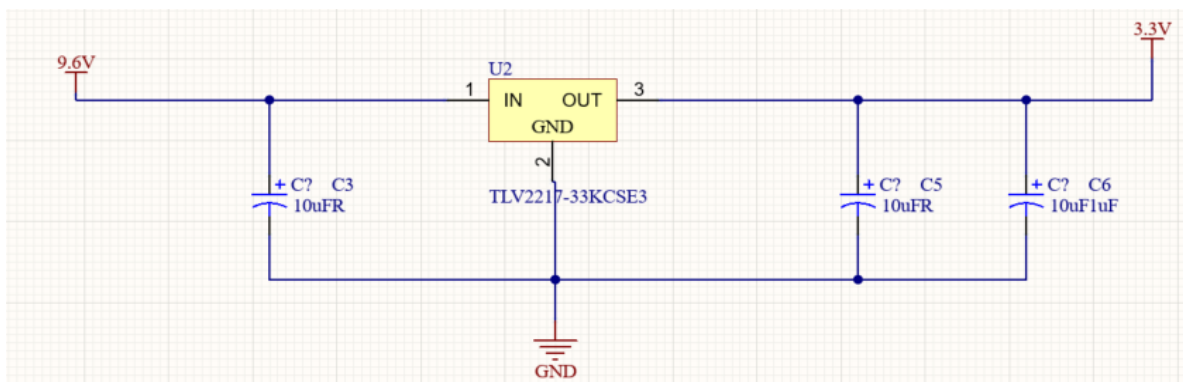 3.3V
9.6V
U2
1 IN OUT 3
GND
2
C? C3
10uFR
TLV2217-33KCSE3
C? C5
10uFR
C? C6
10uF1uF
GND